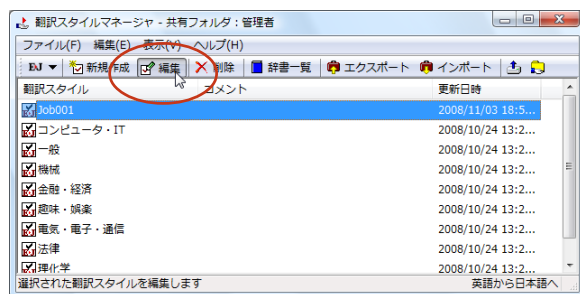 翻訳スタイルマネージャ - 共有フォルダ：管理者
ファイル(F) 編集(E) 表示(V) ヘルプ(H)
EJ 新規作成 編集 削除 辞書一覧 エクスポート インポート
翻訳スタイル コメント 更新日時
Job001 2008/11/03 18:5...
コンピュータ・IT 2008/10/24 13:2...
一般 2008/10/24 13:2...
機械 2008/10/24 13:2...
金融・経済 2008/10/24 13:2...
趣味・娯楽 2008/10/24 13:2...
電気・電子・通信 2008/10/24 13:2...
法律 2008/10/24 13:2...
理化学 2008/10/24 13:2...
選択された翻訳スタイルを編集します 英語から日本語へ